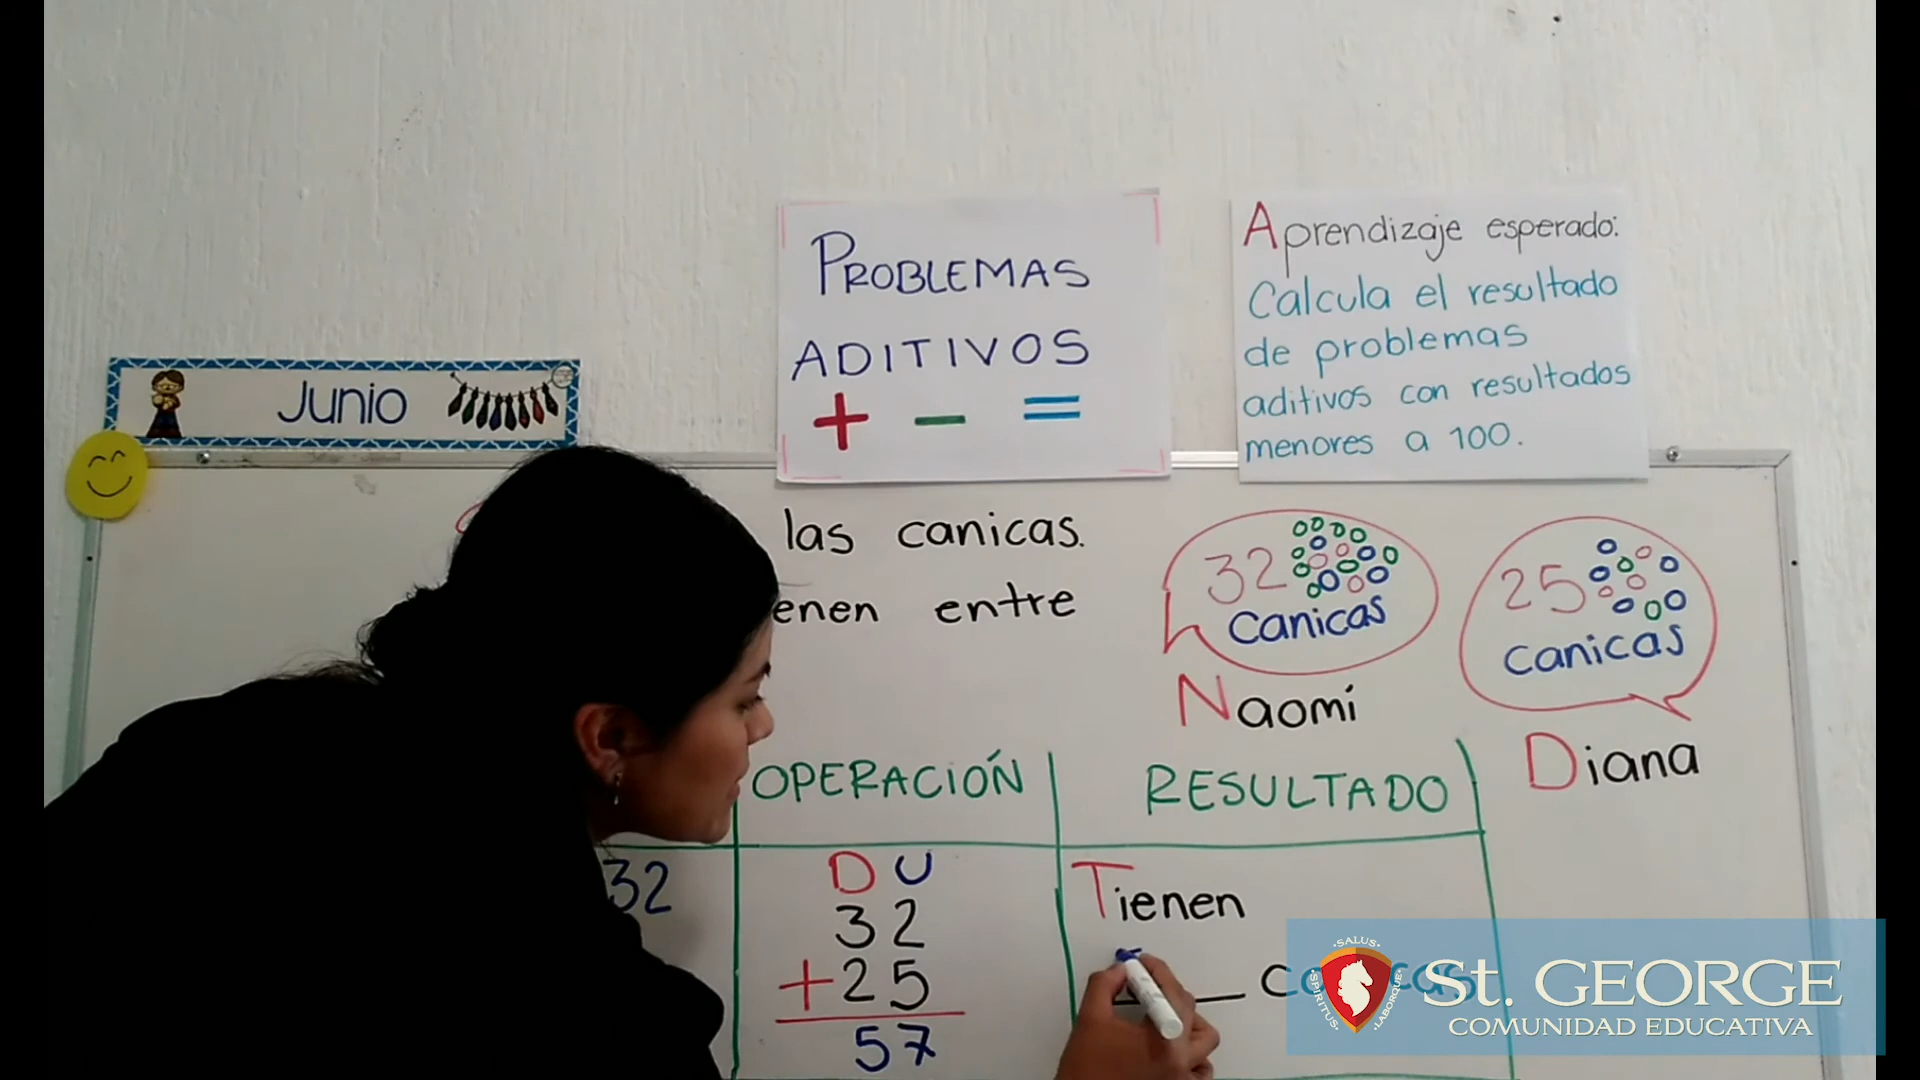 Junio
PROBLEMAS
ADITIVOS
+ - =
Aprendizaje esperado:
Calcula el resultado
de problemas
aditivos con resultados
menores a 100.
las canicas.
enen entre
32
canicas
Naomí
25
canicas
Diana
OPERACIÓN
RESULTADO
32
D U
32
+25
57
Tienen
SALUS
SPIRITUS
LABORQUE
St. GEORGE
COMUNIDAD EDUCATIVA